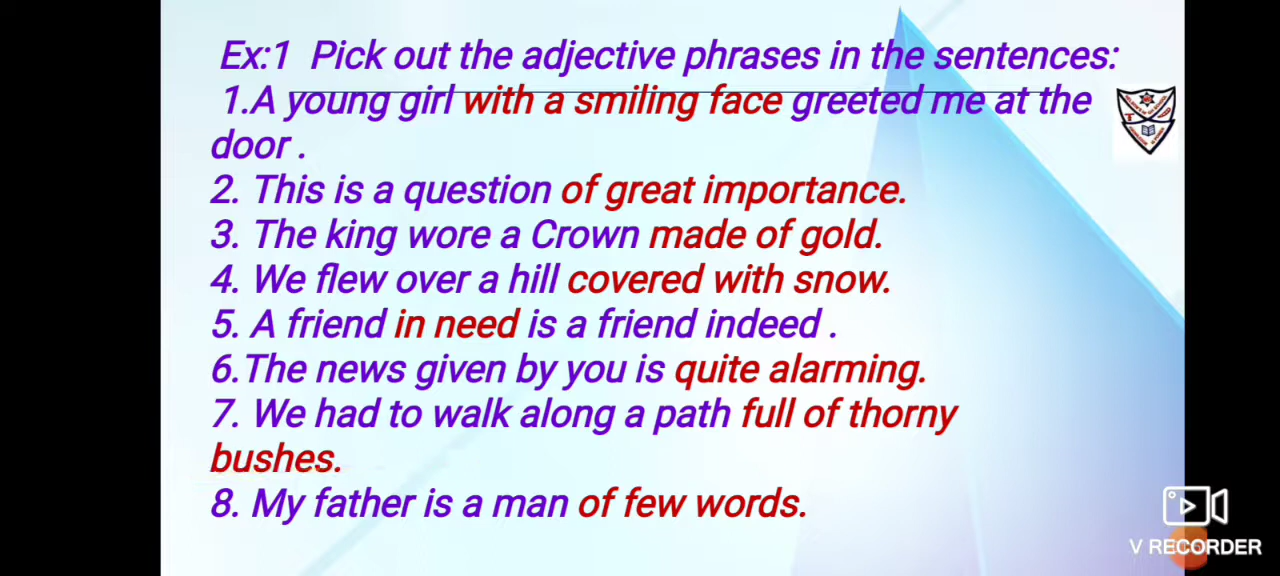 Ex:1 Pick out the adjective phrases in the sentences:
1.A young girl with a smiling face greeted me at the
door .
2. This is a question of great importance.
3. The king wore a Crown made of gold.
4. We flew over a hill covered with snow.
5. A friend in need is a friend indeed .
6.The news given by you is quite alarming.
7. We had to walk along a path full of thorny
bushes.
8. My father is a man of few words.
V RECORDER